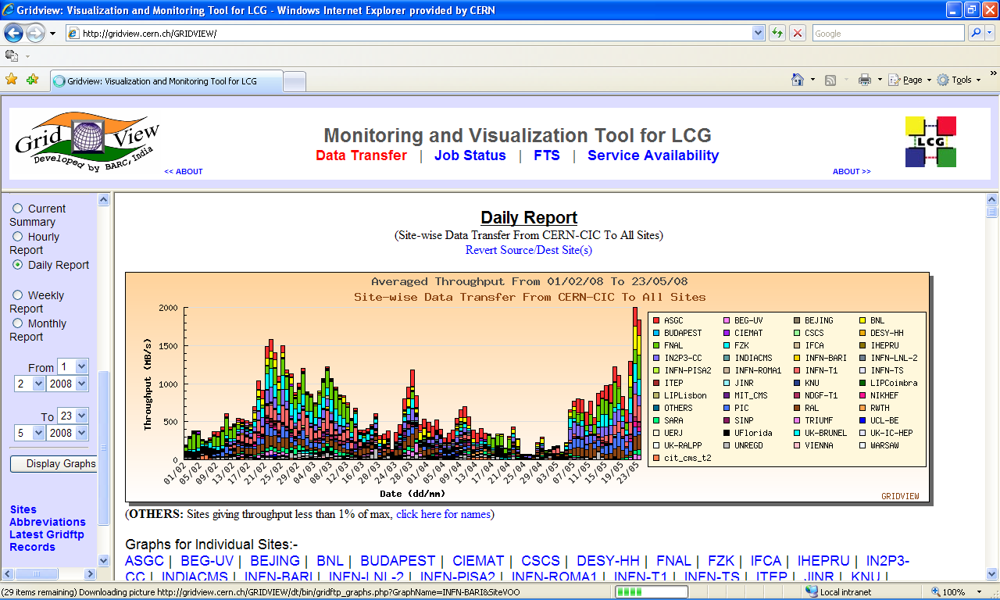 Gridview: Visualization and Monitoring Tool for LCG - Windows Internet Explorer provided by CERN
http://gridview.cern.ch/GRIDVIEW/
Google
Gridview: Visualization and Monitoring Tool for LCG
Page
Tools
Grid View
Developed by BARC, India
<< ABOUT
Monitoring and Visualization Tool for LCG
Data Transfer | Job Status | FTS | Service Availability
ABOUT >>
LCG
Current
Summary
Hourly
Report
Daily Report
Weekly
Report
Monthly
Report
From 1
2 2008
To 23
5 2008
Display Graphs
Sites
Abbreviations
Latest Gridftp
Records
Daily Report
(Site-wise Data Transfer From CERN-CIC To All Sites)
Revert Source/Dest Site(s)
Averaged Throughput From 01/02/08 To 23/05/08
Site-wise Data Transfer From CERN-CIC To All Sites
Throughput (MB/s)
2000
1500
1000
500
0
01/02 05/02 09/02 13/02 17/02 21/02 25/02 29/02 04/03 08/03 12/03 16/03 20/03 24/03 28/03 01/04 05/04 09/04 13/04 17/04 21/04 25/04 29/04 03/05 07/05 11/05 15/05 19/05 23/05
Date (dd/mm)
ASGC BEG-UV BEJING BNL
BUDAPEST CIEMAT CSCS DESY-HH
FNAL FZK IFCA IHEPRU
IN2P3-CC INDIACMS INFN-BARI INFN-LNL-2
INFN-PISA2 INFN-ROMA1 INFN-T1 INFN-TS
ITEP JINR KNU LIPCoimbra
LIPLisbon MIT_CMS NDGF-T1 NIKHEF
OTHERS PIC RAL RWTH
SARA SINP TRIUMF UCL-BE
UERJ UFlorida UK-BRUNEL UK-IC-HEP
UK-RALPP UNREGD VIENNA WARSAW
cit_cms_t2
GRIDVIEW
(OTHERS: Sites giving throughput less than 1% of max, click here for names)
Graphs for Individual Sites:-
ASGC | BEG-UV | BEJING | BNL | BUDAPEST | CIEMAT | CSCS | DESY-HH | FNAL | FZK | IFCA | IHEPRU | IN2P3-
CC | INDIACMS | INFN-BARI | INFN-LNL-2 | INFN-PISA2 | INFN-ROMA1 | INFN-T1 | INFN-TS | ITEP | JINR | KNU |
(29 items remaining) Downloading picture http://gridview.cern.ch/GRIDVIEW/dt/bin/gridftp_graphs.php?GraphName=INFN-BARI&SiteVOO
Local intranet
100%